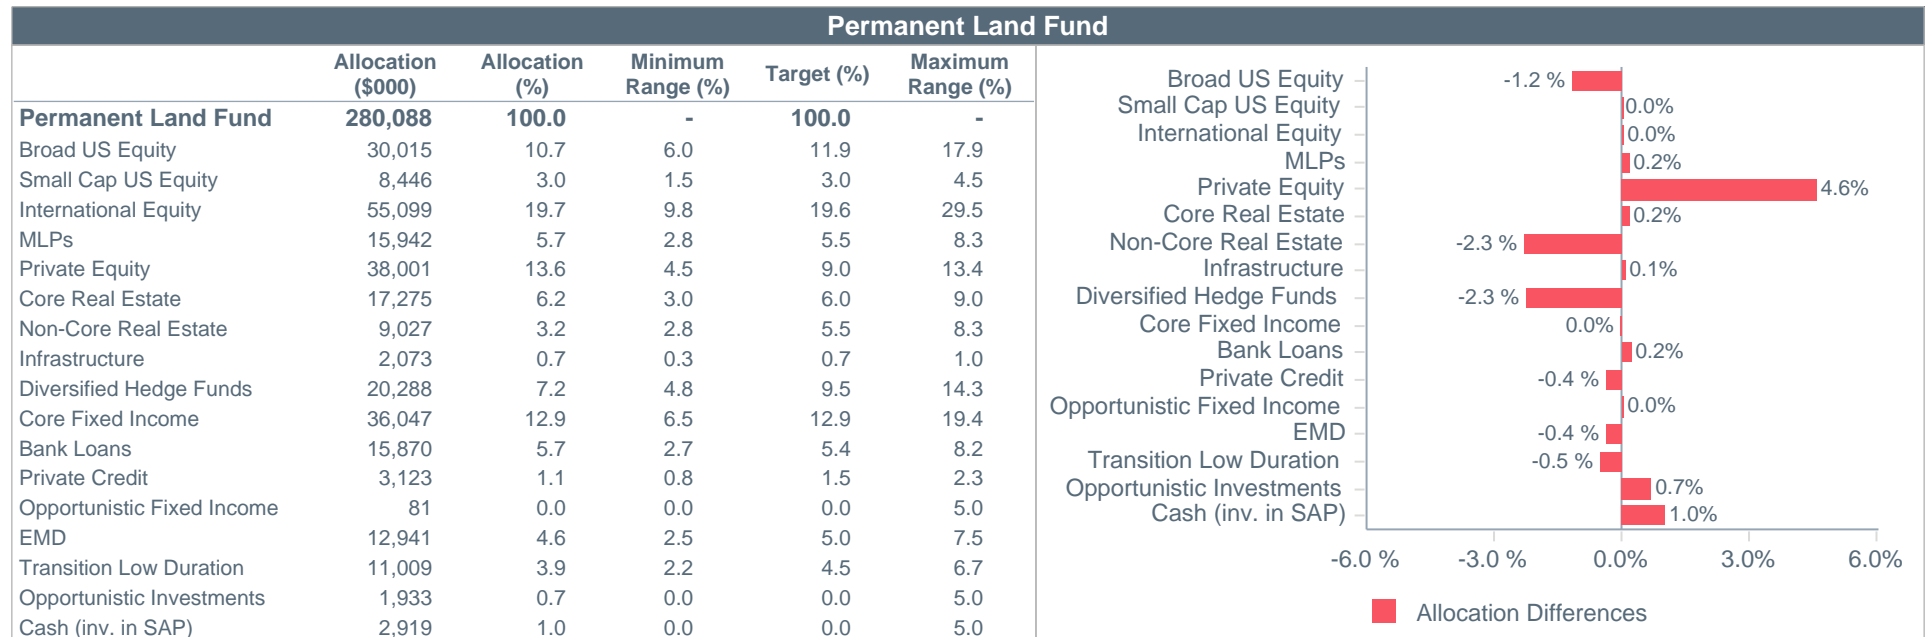 Permanent Land Fund
Allocation ($000) Allocation (%) Minimum Range (%) Target (%) Maximum Range (%)
Permanent Land Fund 280,088 100.0 - 100.0 -
Broad US Equity 30,015 10.7 6.0 11.9 17.9
Small Cap US Equity 8,446 3.0 1.5 3.0 4.5
International Equity 55,099 19.7 9.8 19.6 29.5
MLPs 15,942 5.7 2.8 5.5 8.3
Private Equity 38,001 13.6 4.5 9.0 13.4
Core Real Estate 17,275 6.2 3.0 6.0 9.0
Non-Core Real Estate 9,027 3.2 2.8 5.5 8.3
Infrastructure 2,073 0.7 0.3 0.7 1.0
Diversified Hedge Funds 20,288 7.2 4.8 9.5 14.3
Core Fixed Income 36,047 12.9 6.5 12.9 19.4
Bank Loans 15,870 5.7 2.7 5.4 8.2
Private Credit 3,123 1.1 0.8 1.5 2.3
Opportunistic Fixed Income 81 0.0 0.0 0.0 5.0
EMD 12,941 4.6 2.5 5.0 7.5
Transition Low Duration 11,009 3.9 2.2 4.5 6.7
Opportunistic Investments 1,933 0.7 0.0 0.0 5.0
Cash (inv. in SAP) 2,919 1.0 0.0 0.0 5.0
Broad US Equity -1.2 %
Small Cap US Equity 0.0%
International Equity 0.0%
MLPs 0.2%
Private Equity 4.6%
Core Real Estate 0.2%
Non-Core Real Estate -2.3 %
Infrastructure 0.1%
Diversified Hedge Funds -2.3 %
Core Fixed Income 0.0%
Bank Loans 0.2%
Private Credit -0.4 %
Opportunistic Fixed Income 0.0%
EMD -0.4 %
Transition Low Duration -0.5 %
Opportunistic Investments 0.7%
Cash (inv. in SAP) 1.0%
-6.0 % -3.0 % 0.0% 3.0% 6.0%
Allocation Differences